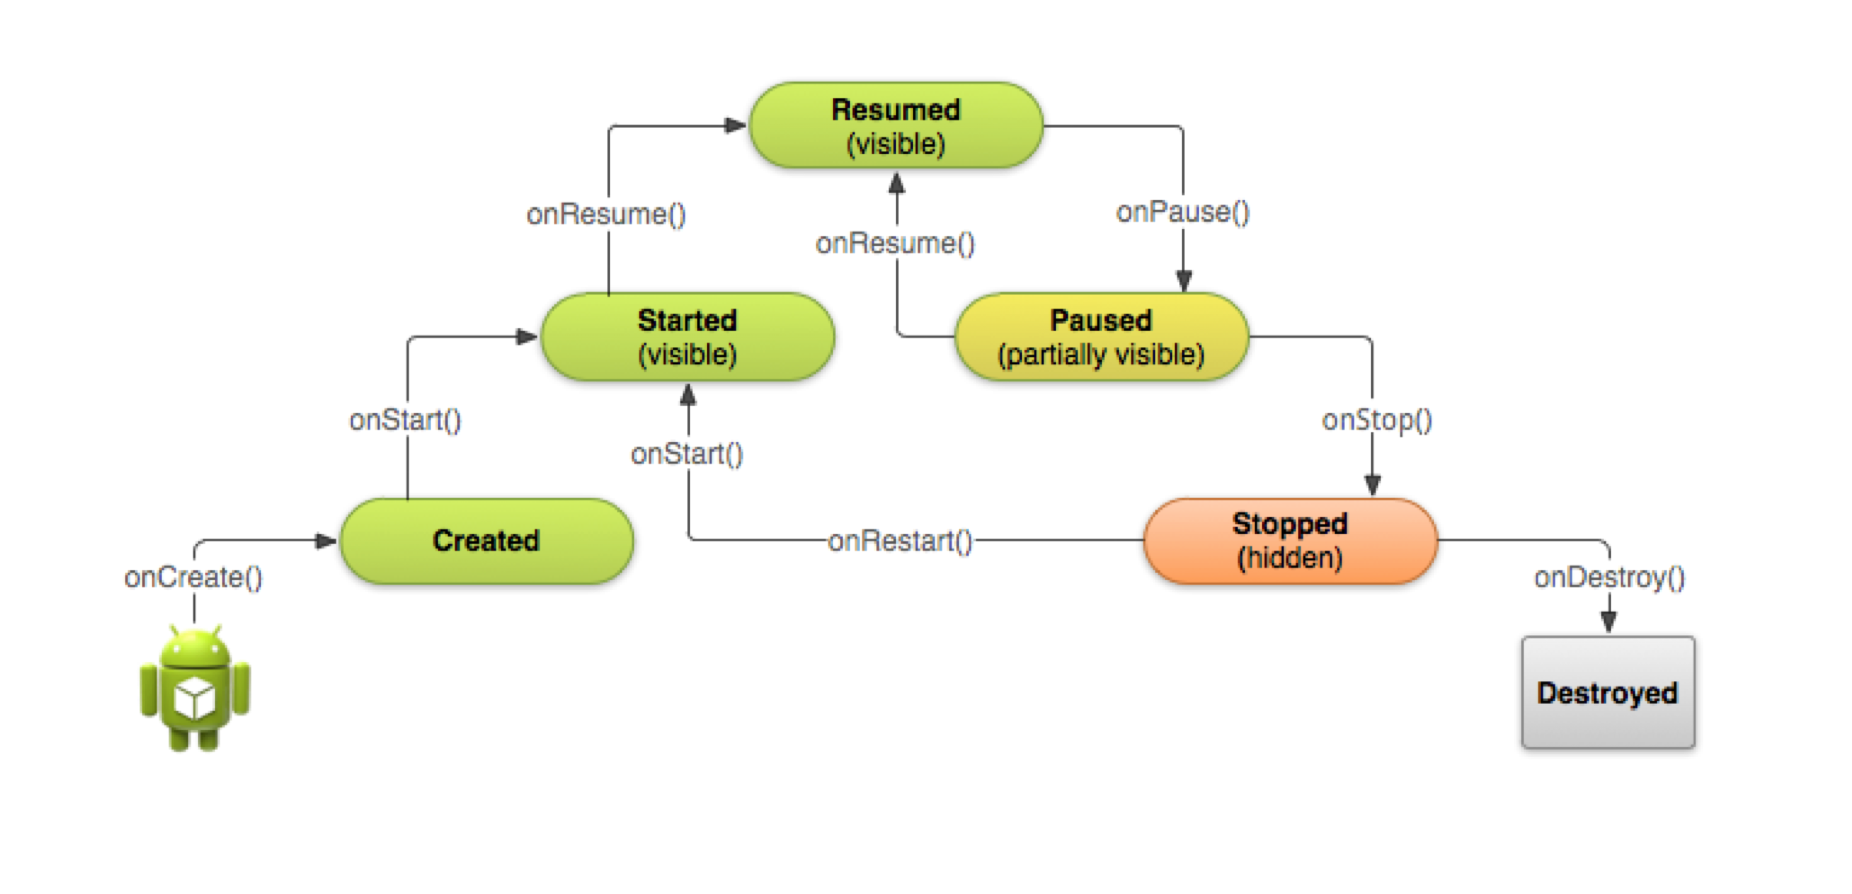 Resumed
(visible)
onResume()
onPause()
onResume()
Started
(visible)
Paused
(partially visible)
onStart()
onStop()
onStart()
Created
onRestart()
Stopped
(hidden)
onCreate()
onDestroy()
Destroyed